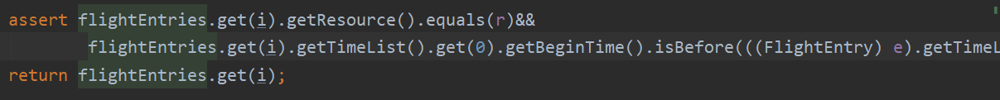 assert flightEntries.get(i).getResource().equals(r)&&
flightEntries.get(i).getTimeList().get(0).getBeginTime().isBefore(((FlightEntry) e).getTimeL
return flightEntries.get(i);